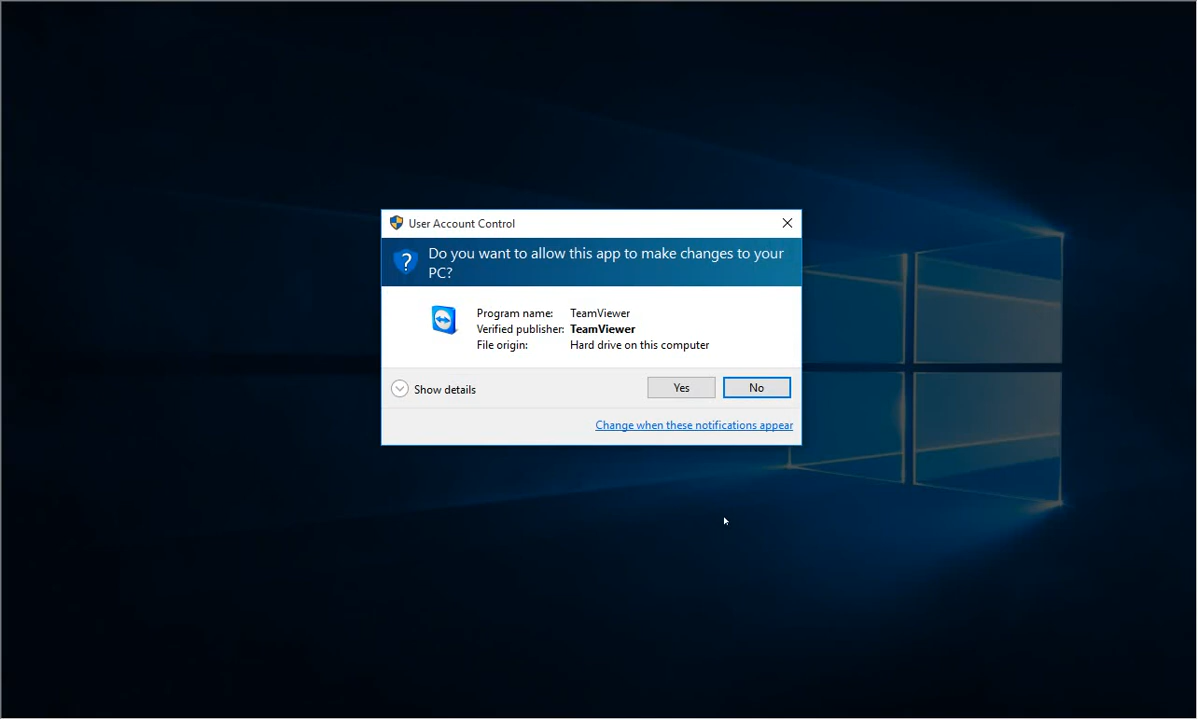 User Account Control
Do you want to allow this app to make changes to your
PC?
Program name: TeamViewer
Verified publisher: TeamViewer
File origin: Hard drive on this computer
Show details
Yes
No
Change when these notifications appear